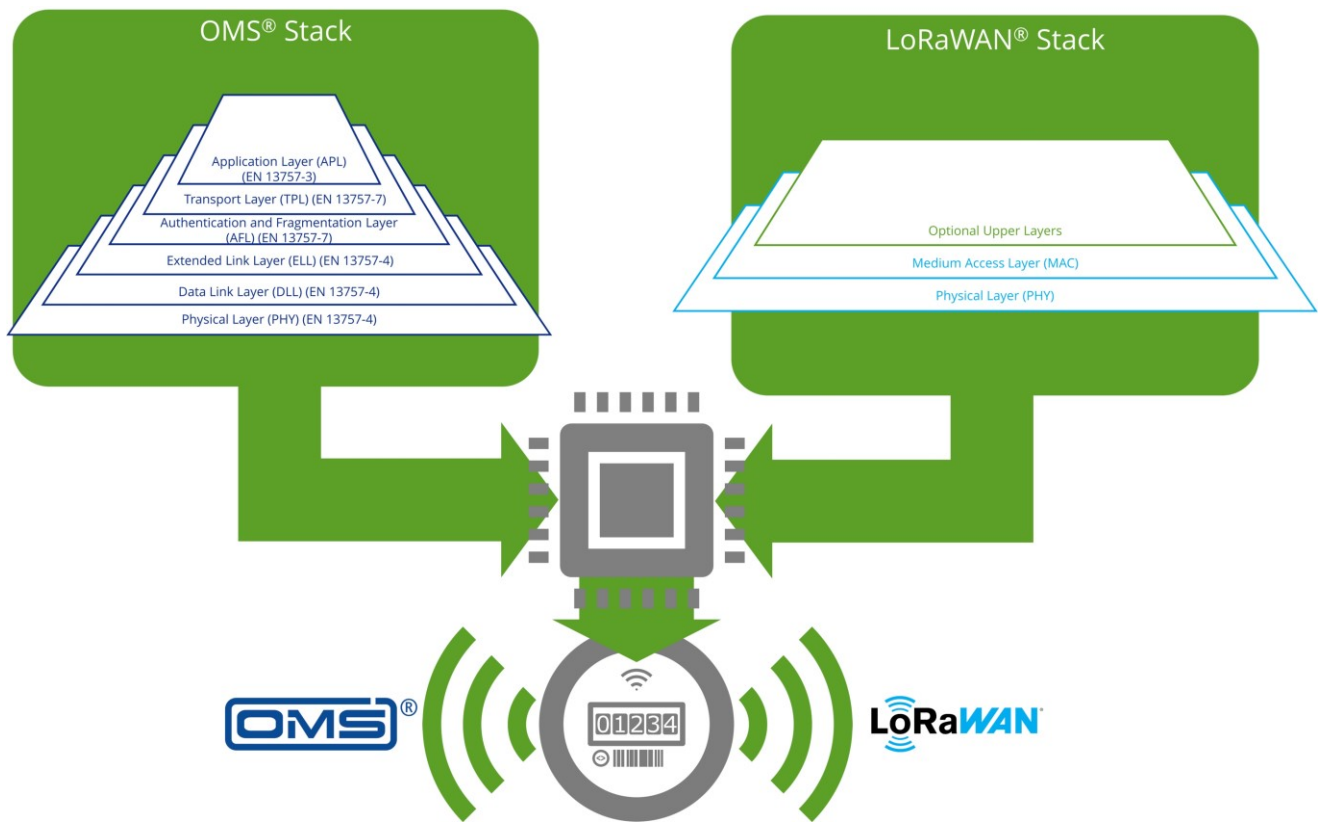 OMS® Stack
Application Layer (APL)
(EN 13757-3)
Transport Layer (TPL) (EN 13757-7)
Authentication and Fragmentation Layer
(AFL) (EN 13757-7)
Extended Link Layer (ELL) (EN 13757-4)
Data Link Layer (DLL) (EN 13757-4)
Physical Layer (PHY) (EN 13757-4)
LoRaWAN® Stack
Optional Upper Layers
Medium Access Layer (MAC)
Physical Layer (PHY)
OMS®
01234
LoRaWAN